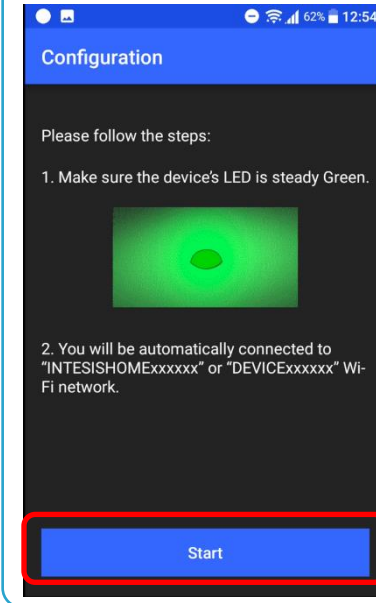 62% 12:54
Configuration
Please follow the steps:
1. Make sure the device's LED is steady Green.
2. You will be automatically connected to
“INTESISHOMExxxxxx” or “DEVICExxxxxx” Wi-
Fi network.
Start